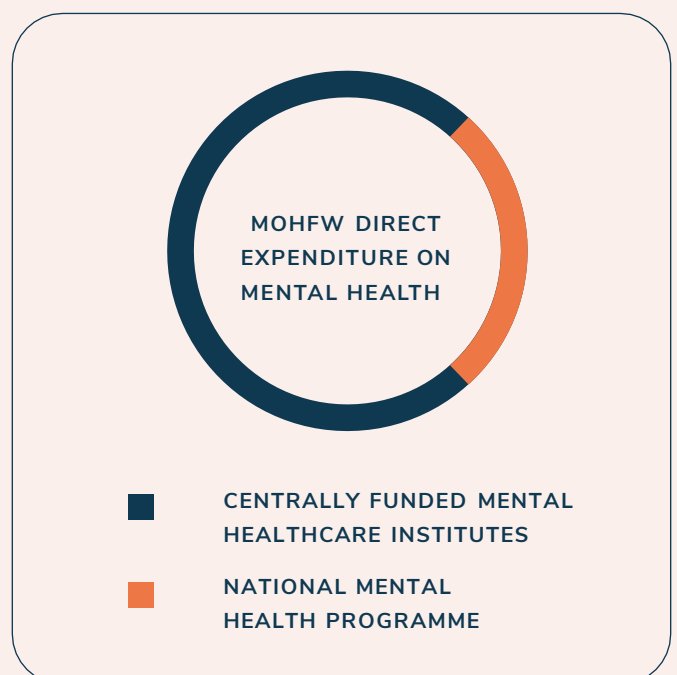 MOHFW DIRECT
EXPENDITURE ON
MENTAL HEALTH
CENTRALLY FUNDED MENTAL
HEALTHCARE INSTITUTES
NATIONAL MENTAL
HEALTH PROGRAMME